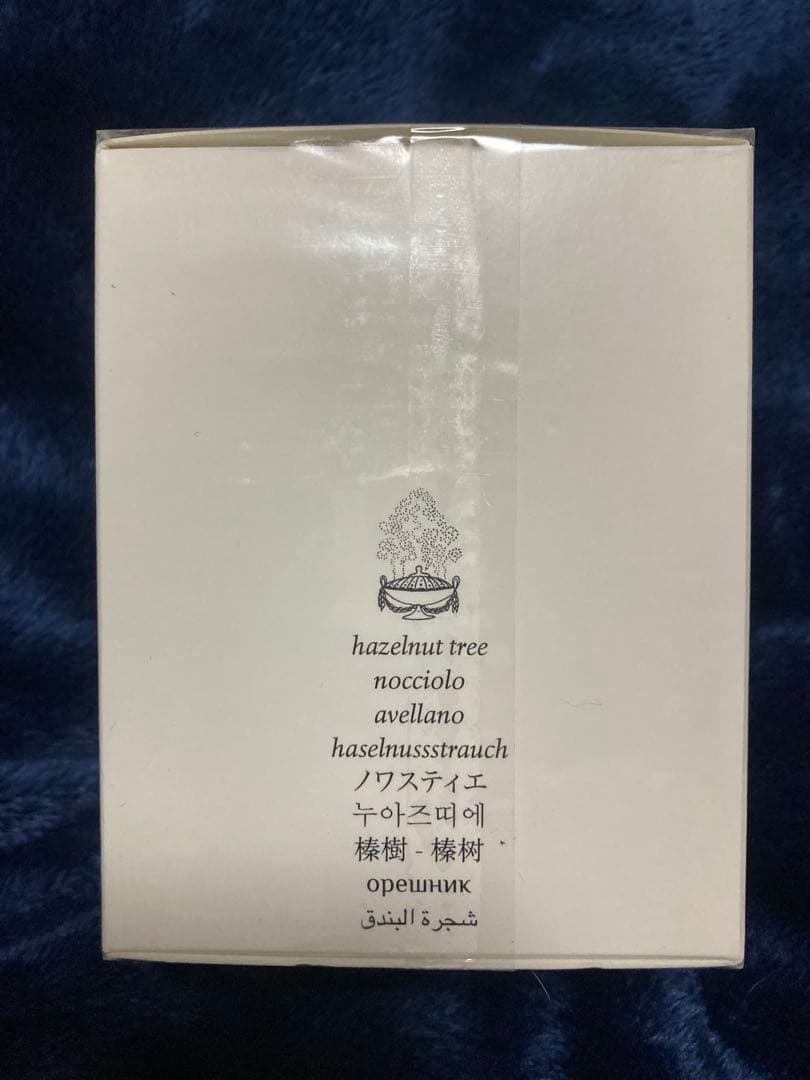 hazelnut tree
nocciolo
avellano
haselnussstrauch
ノワスティエ
누아즈띠에
榛樹 - 榛树
орешник
شجرة البندق